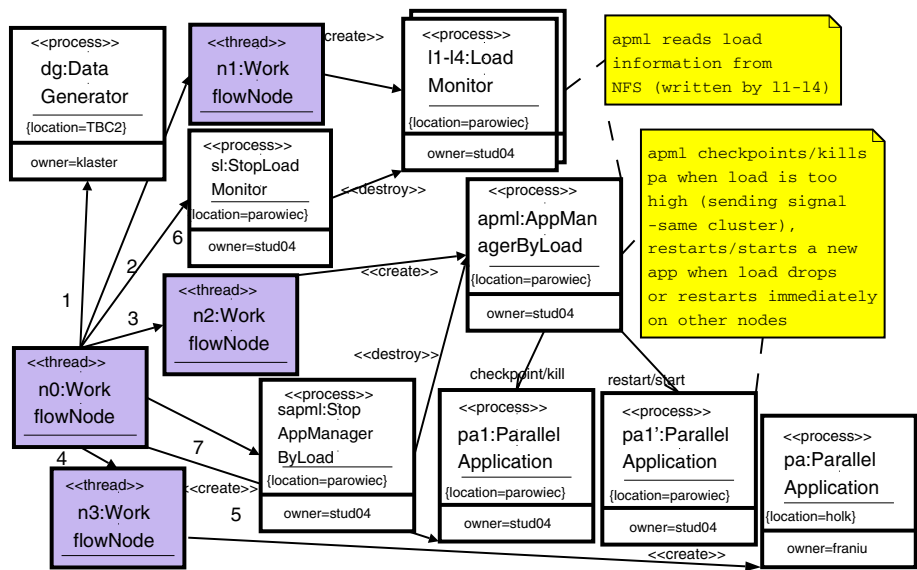 <<process>>
dg:Data
Generator
{location=TBC2}
owner=klaster
<<thread>>
n1:Work
flowNode
create>>
<<process>>
l1-l4:Load
Monitor
{location=parowiec}
owner=stud04
apml reads load
information from
NFS (written by l1-l4)
<<process>>
sl:StopLoad
Monitor
{location=parowiec}
owner=stud04
<<destroy>>
apml checkpoints/kills
pa when load is too
high (sending signal
-same cluster),
restarts/starts a new
app when load drops
or restarts immediately
on other nodes
<<process>>
apml:AppMan
agerByLoad
{location=parowiec}
owner=stud04
1
2
6
3
<<create>>
<<thread>>
n2:Work
flowNode
<<destroy>>
<<thread>>
n0:Work
flowNode
checkpoint/kill
restart/start
<<process>>
sapml:Stop
AppManager
ByLoad
{location=parowiec}
owner=stud04
<<process>>
pa1:Parallel
Application
{location=parowiec}
owner=stud04
<<process>>
pa1':Parallel
Application
{location=parowiec}
owner=stud04
<<process>>
pa:Parallel
Application
{location=holk}
owner=franiu
4
7
5
<<create>>
<<thread>>
n3:Work
flowNode
<<create>>